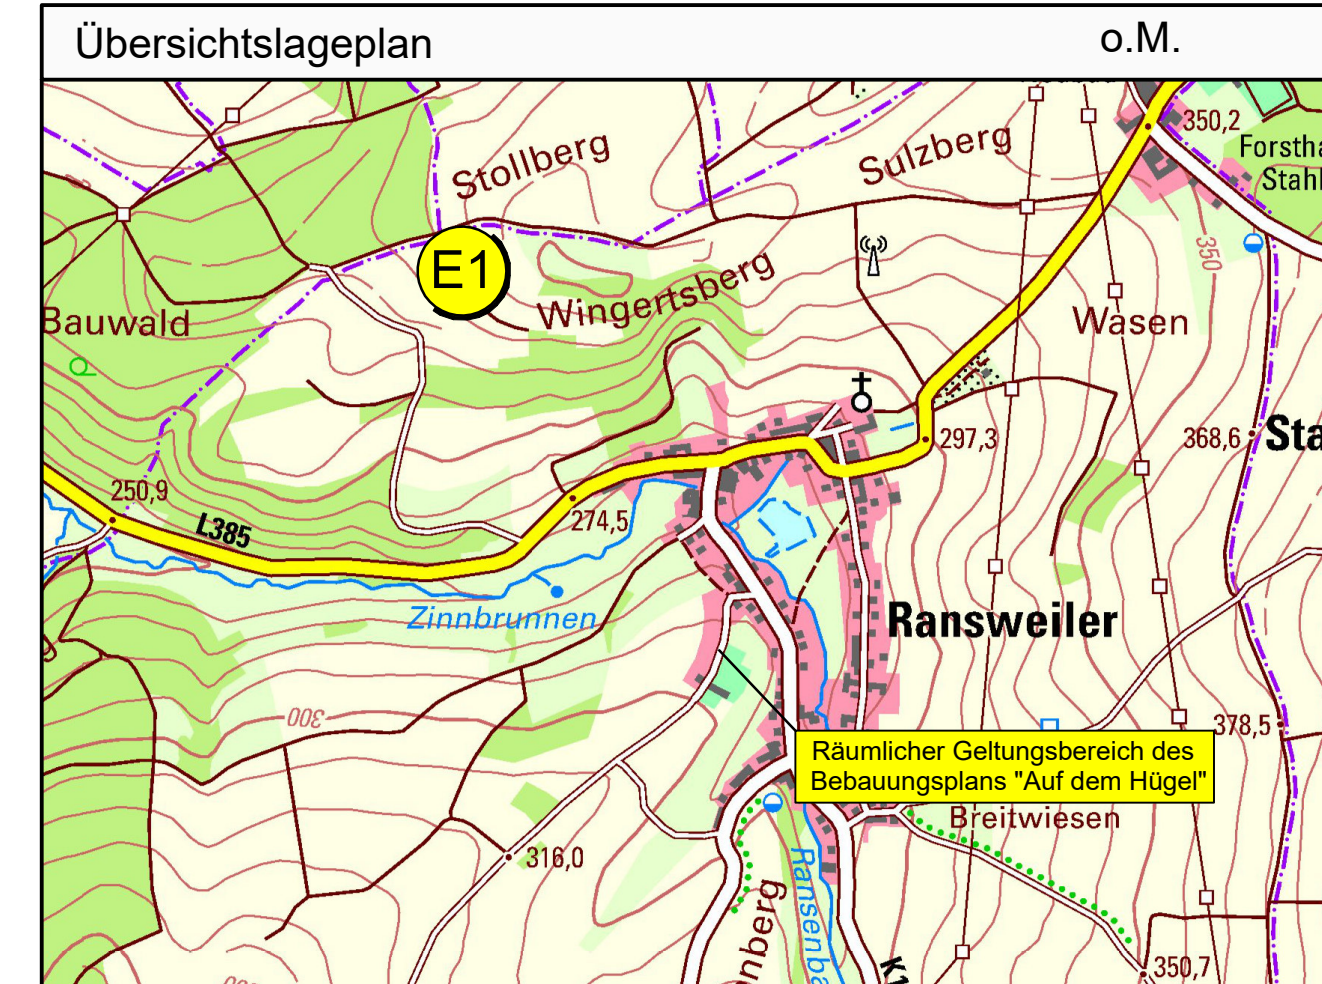 Übersichtslageplan
o.M.
350,2
Forstha
Stahl
Stollberg
Sulzberg
E1
350
Wingertsberg
Bauwald
Wasen
297,3
368,6
Sta
250,9
L385
274,5
Zinnbrunnen
Ransweiler
300
378,5
Räumlicher Geltungsbereich des
Bebauungsplans "Auf dem Hügel"
Breitwiesen
316,0
Ransenba
nberg
K1
350,7